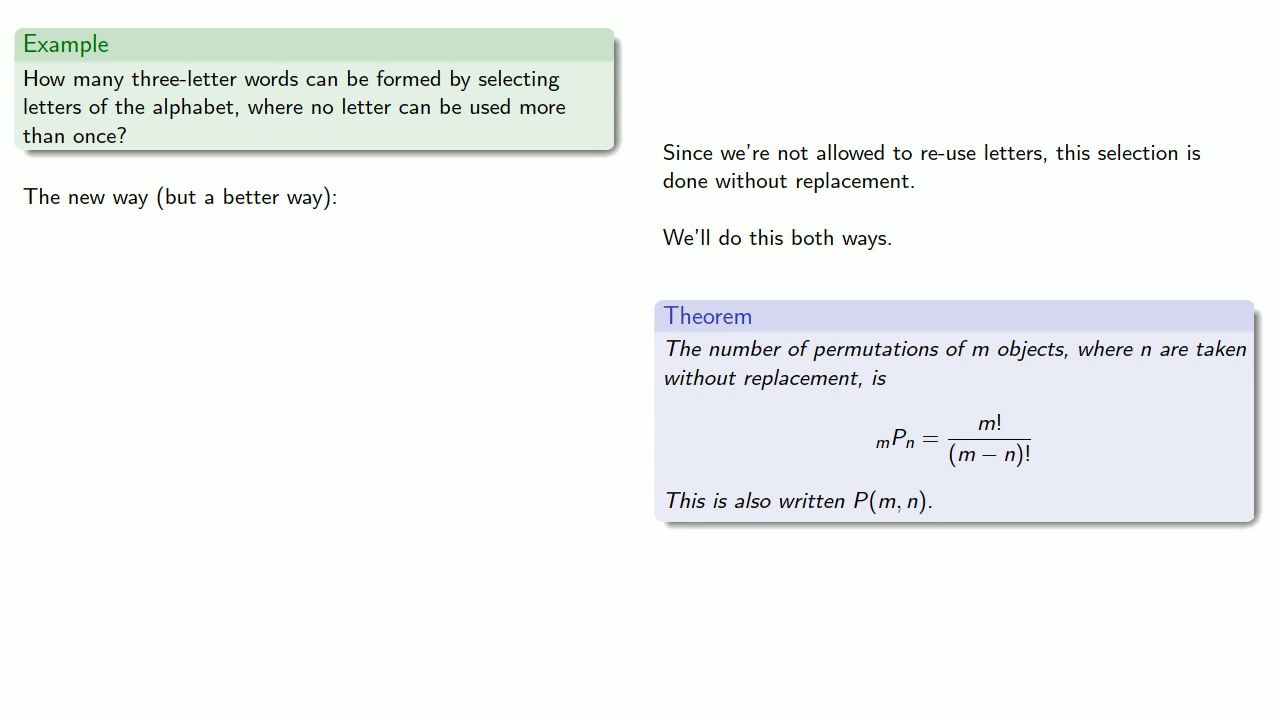 Example
How many three-letter words can be formed by selecting
letters of the alphabet, where no letter can be used more
than once?
The new way (but a better way):
Since we're not allowed to re-use letters, this selection is
done without replacement.
We'll do this both ways.
Theorem
The number of permutations of m objects, where n are taken
without replacement, is
ₘPₙ = m! / (m − n)!
This is also written P(m, n).